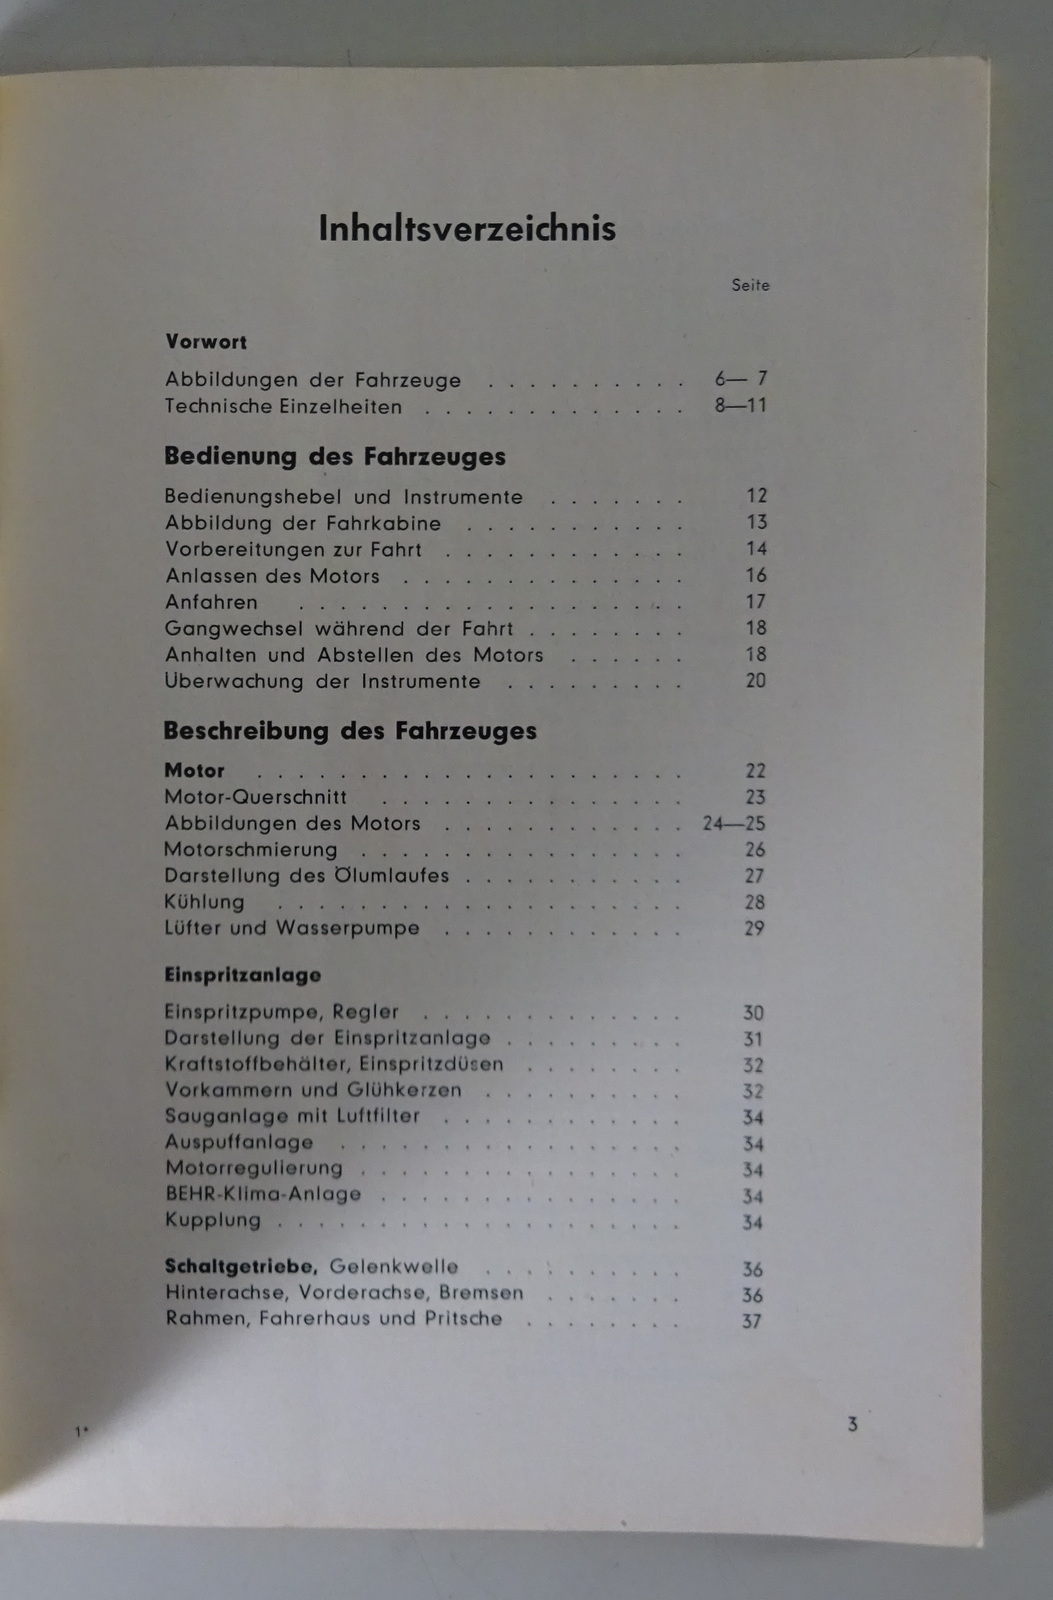 Inhaltsverzeichnis
Seite
Vorwort
Abbildungen der Fahrzeuge . . . . . . . . . . 6— 7
Technische Einzelheiten . . . . . . . . . . . . . 8—11
Bedienung des Fahrzeuges
Bedienungshebel und Instrumente . . . . . . . 12
Abbildung der Fahrkabine . . . . . . . . . . . 13
Vorbereitungen zur Fahrt . . . . . . . . . . . . 14
Anlassen des Motors . . . . . . . . . . . . . . 16
Anfahren . . . . . . . . . . . . . . . . . . . 17
Gangwechsel während der Fahrt . . . . . . . . 18
Anhalten und Abstellen des Motors . . . . . . 18
Überwachung der Instrumente . . . . . . . . . 20
Beschreibung des Fahrzeuges
Motor . . . . . . . . . . . . . . . . . . . . . 22
Motor-Querschnitt . . . . . . . . . . . . . . . 23
Abbildungen des Motors . . . . . . . . . . . . 24—25
Motorschmierung . . . . . . . . . . . . . . . . 26
Darstellung des Ölumlaufes . . . . . . . . . . . 27
Kühlung . . . . . . . . . . . . . . . . . . . . 28
Lüfter und Wasserpumpe . . . . . . . . . . . . 29
Einspritzanlage
Einspritzpumpe, Regler . . . . . . . . . . . . . 30
Darstellung der Einspritzanlage . . . . . . . . . 31
Kraftstoffbehälter, Einspritzdüsen . . . . . . . . 32
Vorkammern und Glühkerzen . . . . . . . . . . 32
Sauganlage mit Luftfilter . . . . . . . . . . . . 34
Auspuffanlage . . . . . . . . . . . . . . . . . 34
Motorregulierung . . . . . . . . . . . . . . . . 34
BEHR-Klima-Anlage . . . . . . . . . . . . . . . 34
Kupplung . . . . . . . . . . . . . . . . . . . . 34
Schaltgetriebe, Gelenkwelle . . . . . . . . . . 36
Hinterachse, Vorderachse, Bremsen . . . . . . . 36
Rahmen, Fahrerhaus und Pritsche . . . . . . . . 37
1*
3